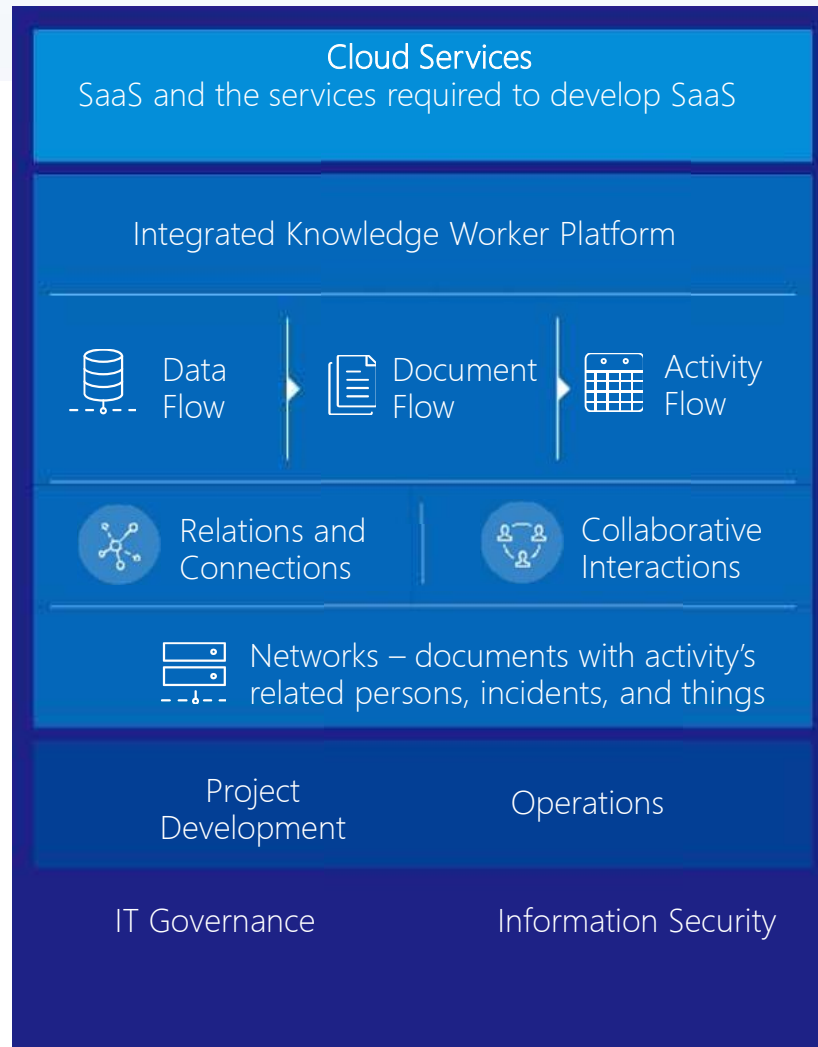 Cloud Services
SaaS and the services required to develop SaaS
Integrated Knowledge Worker Platform
Data
Flow
Document
Flow
Activity
Flow
Relations and
Connections
Collaborative
Interactions
Networks – documents with activity's
related persons, incidents, and things
Project
Development
Operations
IT Governance
Information Security